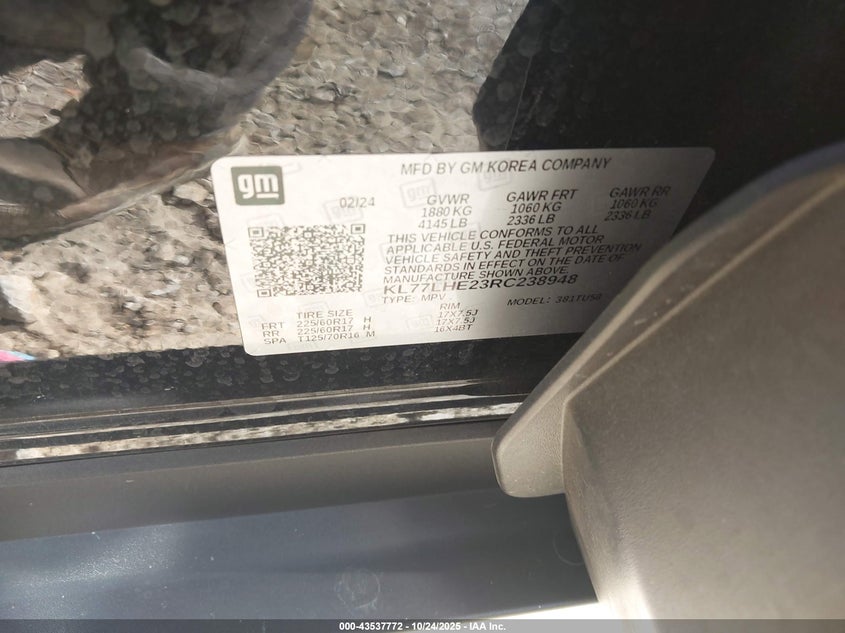 gm
MFD BY GM KOREA COMPANY
02/24
GVWR
1880 KG
4145 LB
GAWR FRT
1060 KG
2336 LB
GAWR RR
1060 KG
2336 LB
THIS VEHICLE CONFORMS TO ALL
APPLICABLE U.S. FEDERAL MOTOR
VEHICLE SAFETY AND THEFT PREVENTION
STANDARDS IN EFFECT ON THE DATE OF
MANUFACTURE SHOWN ABOVE.
KL77LHE23RC238948
TYPE: MPV
MODEL: 381TU58
TIRE SIZE RIM
FRT 225/60R17 H 17X7.5J
RR 225/60R17 H 17X7.5J
SPA T125/70R16 M 16X4BT
000-43537772 - 10/24/2025 - IAA Inc.